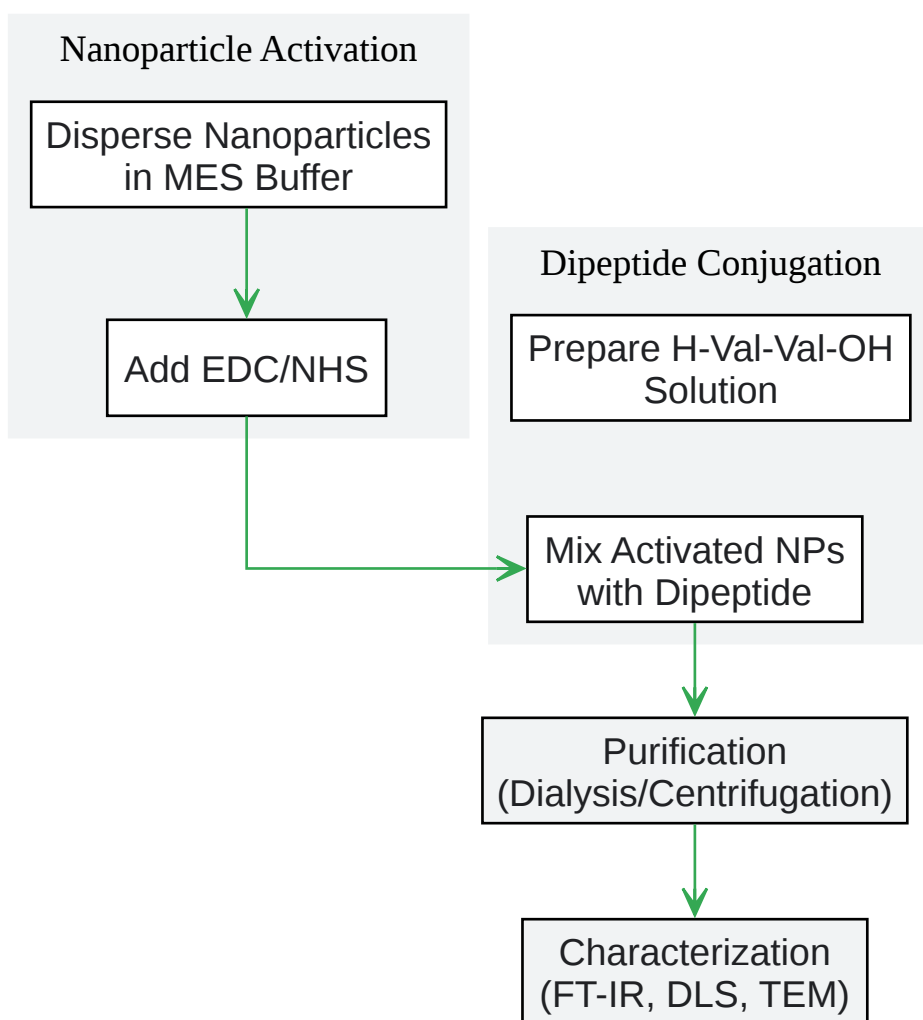 Nanoparticle Activation
Disperse Nanoparticles
in MES Buffer
Add EDC/NHS
Dipeptide Conjugation
Prepare H-Val-Val-OH
Solution
Mix Activated NPs
with Dipeptide
Purification
(Dialysis/Centrifugation)
Characterization
(FT-IR, DLS, TEM)